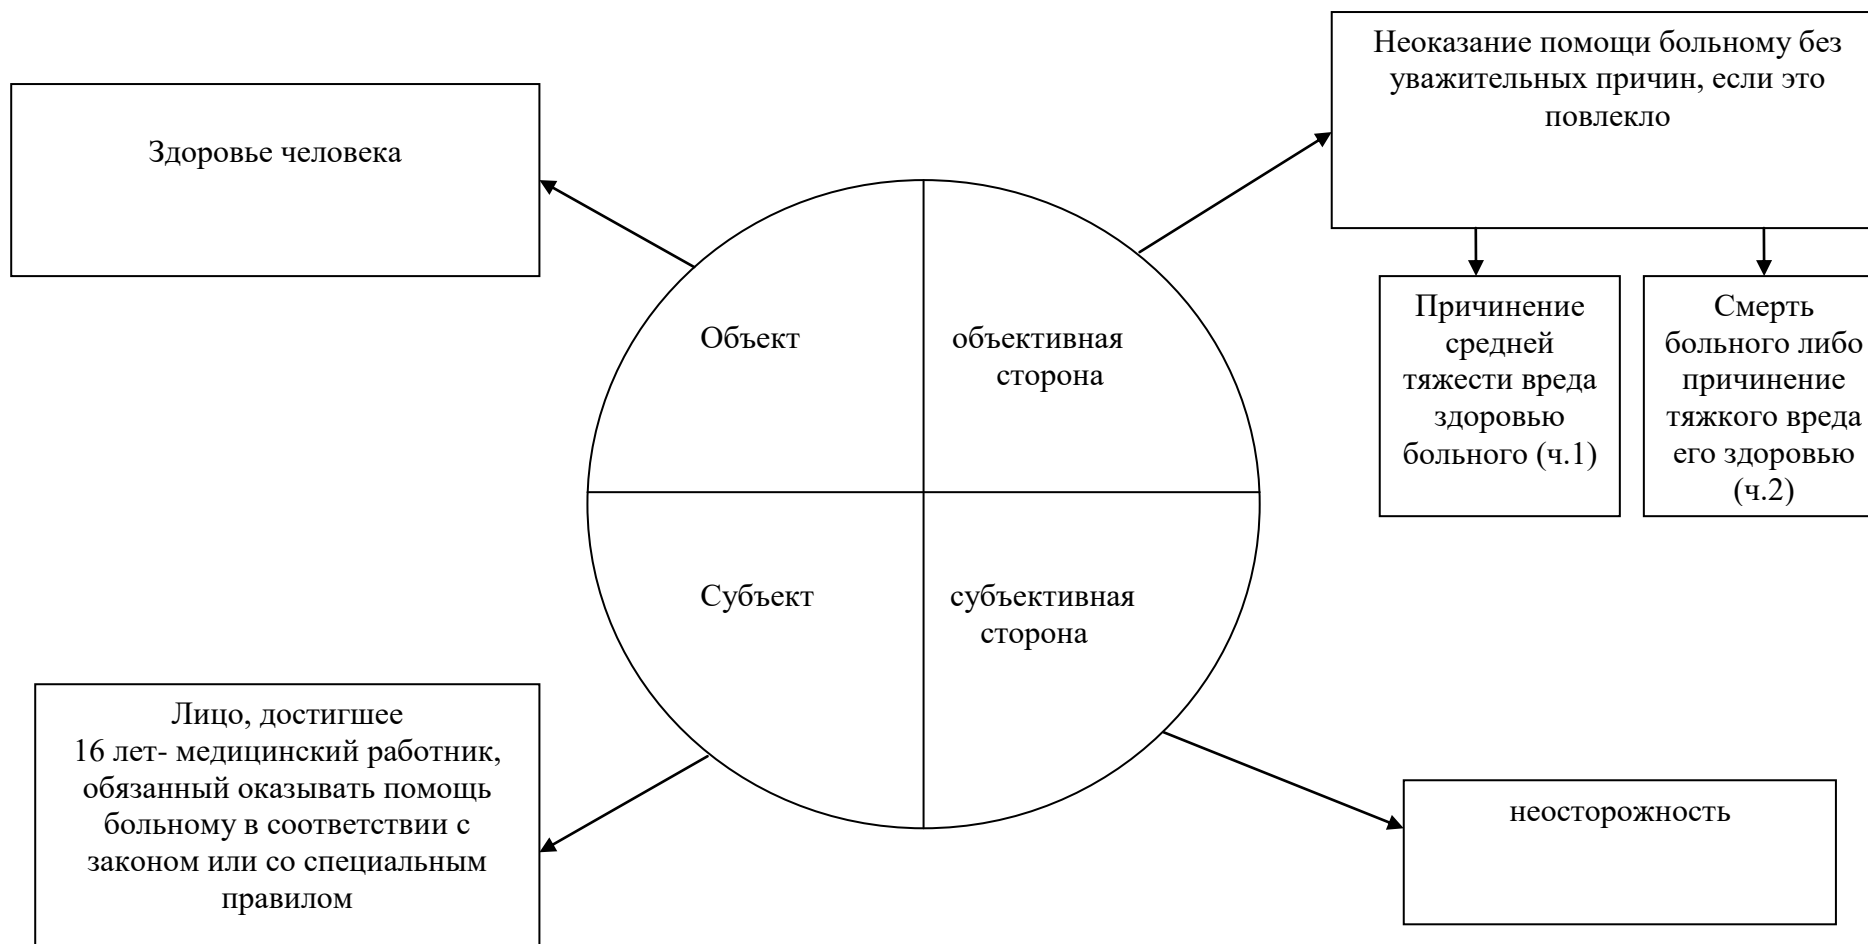 Неоказание помощи больному без
уважительных причин, если это
повлекло
Здоровье человека
Причинение
средней
тяжести вреда
здоровью
больного (ч.1)
Смерть
больного либо
причинение
тяжкого вреда
его здоровью
(ч.2)
Объект
объективная
сторона
Субъект
субъективная
сторона
Лицо, достигшее
16 лет- медицинский работник,
обязанный оказывать помощь
больному в соответствии с
законом или со специальным
правилом
неосторожность